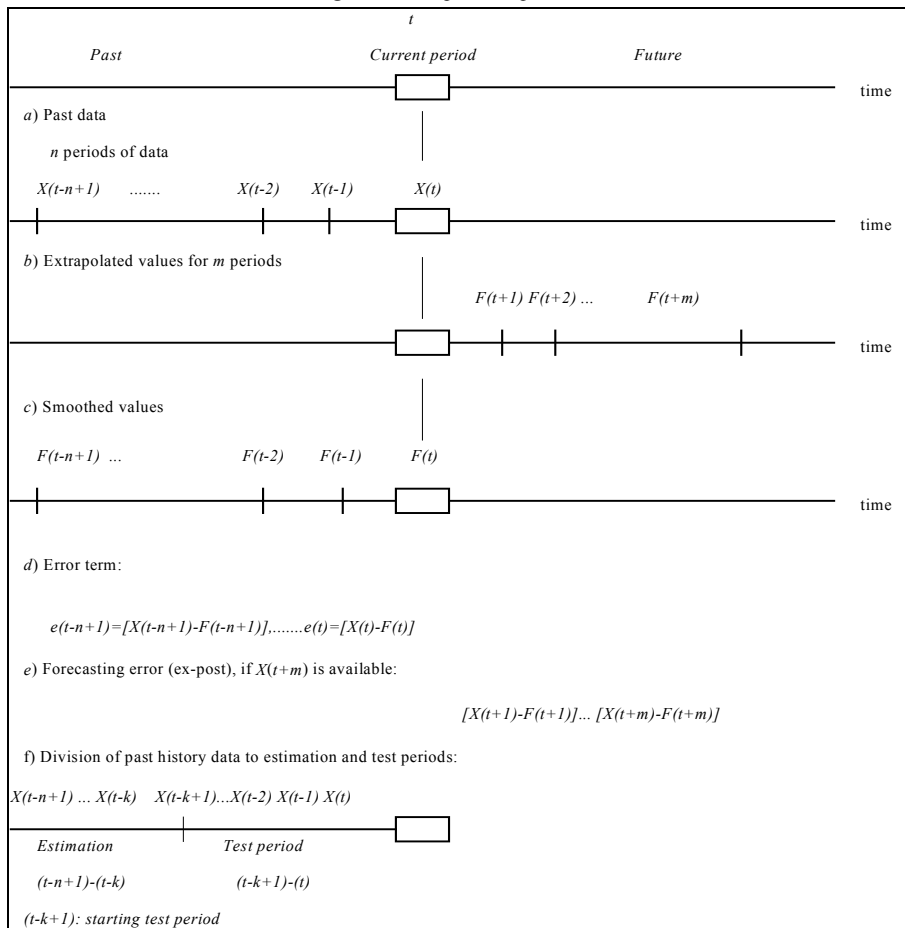 t
Past Current period Future
time
a) Past data
n periods of data
X(t-n+1) ....... X(t-2) X(t-1) X(t)
time
b) Extrapolated values for m periods
F(t+1) F(t+2) ... F(t+m)
time
c) Smoothed values
F(t-n+1) ... F(t-2) F(t-1) F(t)
time
d) Error term:
e(t-n+1)=[X(t-n+1)-F(t-n+1)],.......e(t)=[X(t)-F(t)]
e) Forecasting error (ex-post), if X(t+m) is available:
[X(t+1)-F(t+1)]... [X(t+m)-F(t+m)]
f) Division of past history data to estimation and test periods:
X(t-n+1) ... X(t-k) X(t-k+1)...X(t-2) X(t-1) X(t)
Estimation Test period
(t-n+1)-(t-k) (t-k+1)-(t)
(t-k+1): starting test period